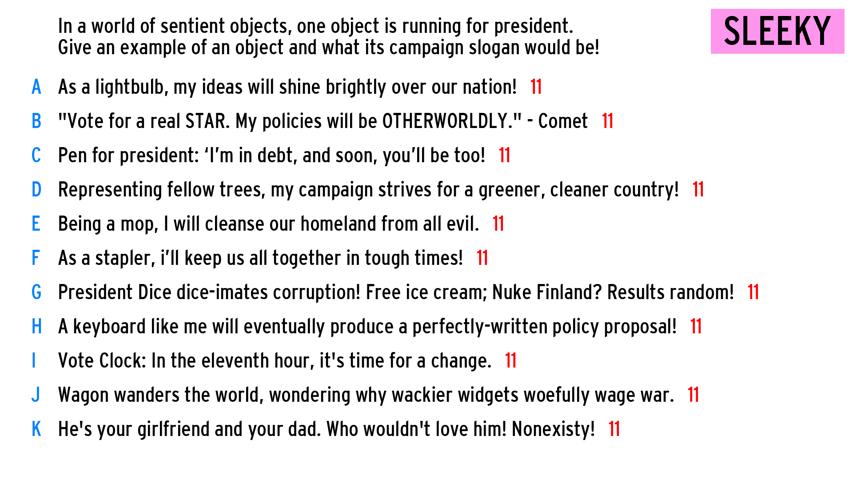 In a world of sentient objects, one object is running for president.
Give an example of an object and what its campaign slogan would be!
SLEEKY
A As a lightbulb, my ideas will shine brightly over our nation! 11
B "Vote for a real STAR. My policies will be OTHERWORLDLY." - Comet 11
C Pen for president: ‘I’m in debt, and soon, you’ll be too! 11
D Representing fellow trees, my campaign strives for a greener, cleaner country! 11
E Being a mop, I will cleanse our homeland from all evil. 11
F As a stapler, i’ll keep us all together in tough times! 11
G President Dice dice-imates corruption! Free ice cream; Nuke Finland? Results random! 11
H A keyboard like me will eventually produce a perfectly-written policy proposal! 11
I Vote Clock: In the eleventh hour, it's time for a change. 11
J Wagon wanders the world, wondering why wackier widgets woefully wage war. 11
K He's your girlfriend and your dad. Who wouldn't love him! Nonexisty! 11